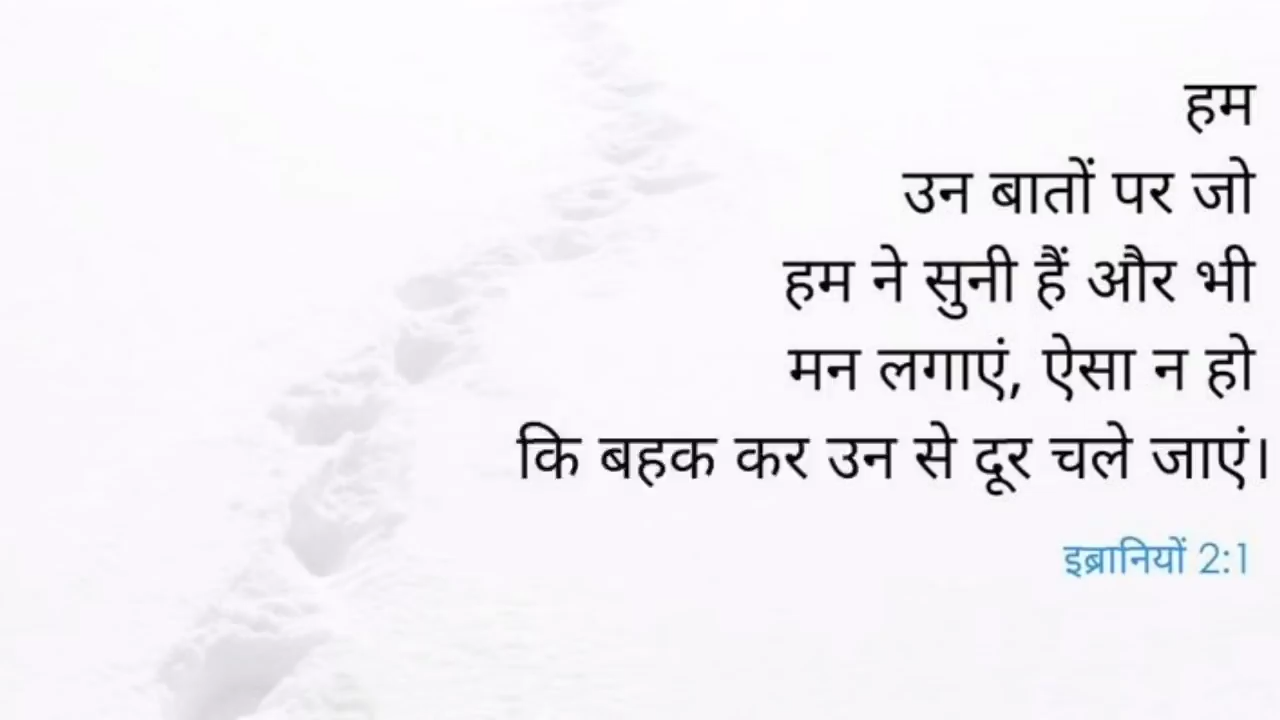 हम
उन बातों पर जो
हम ने सुनी हैं और भी
मन लगाएं, ऐसा न हो
कि बहक कर उन से दूर चले जाएं।
इब्रानियों 2:1